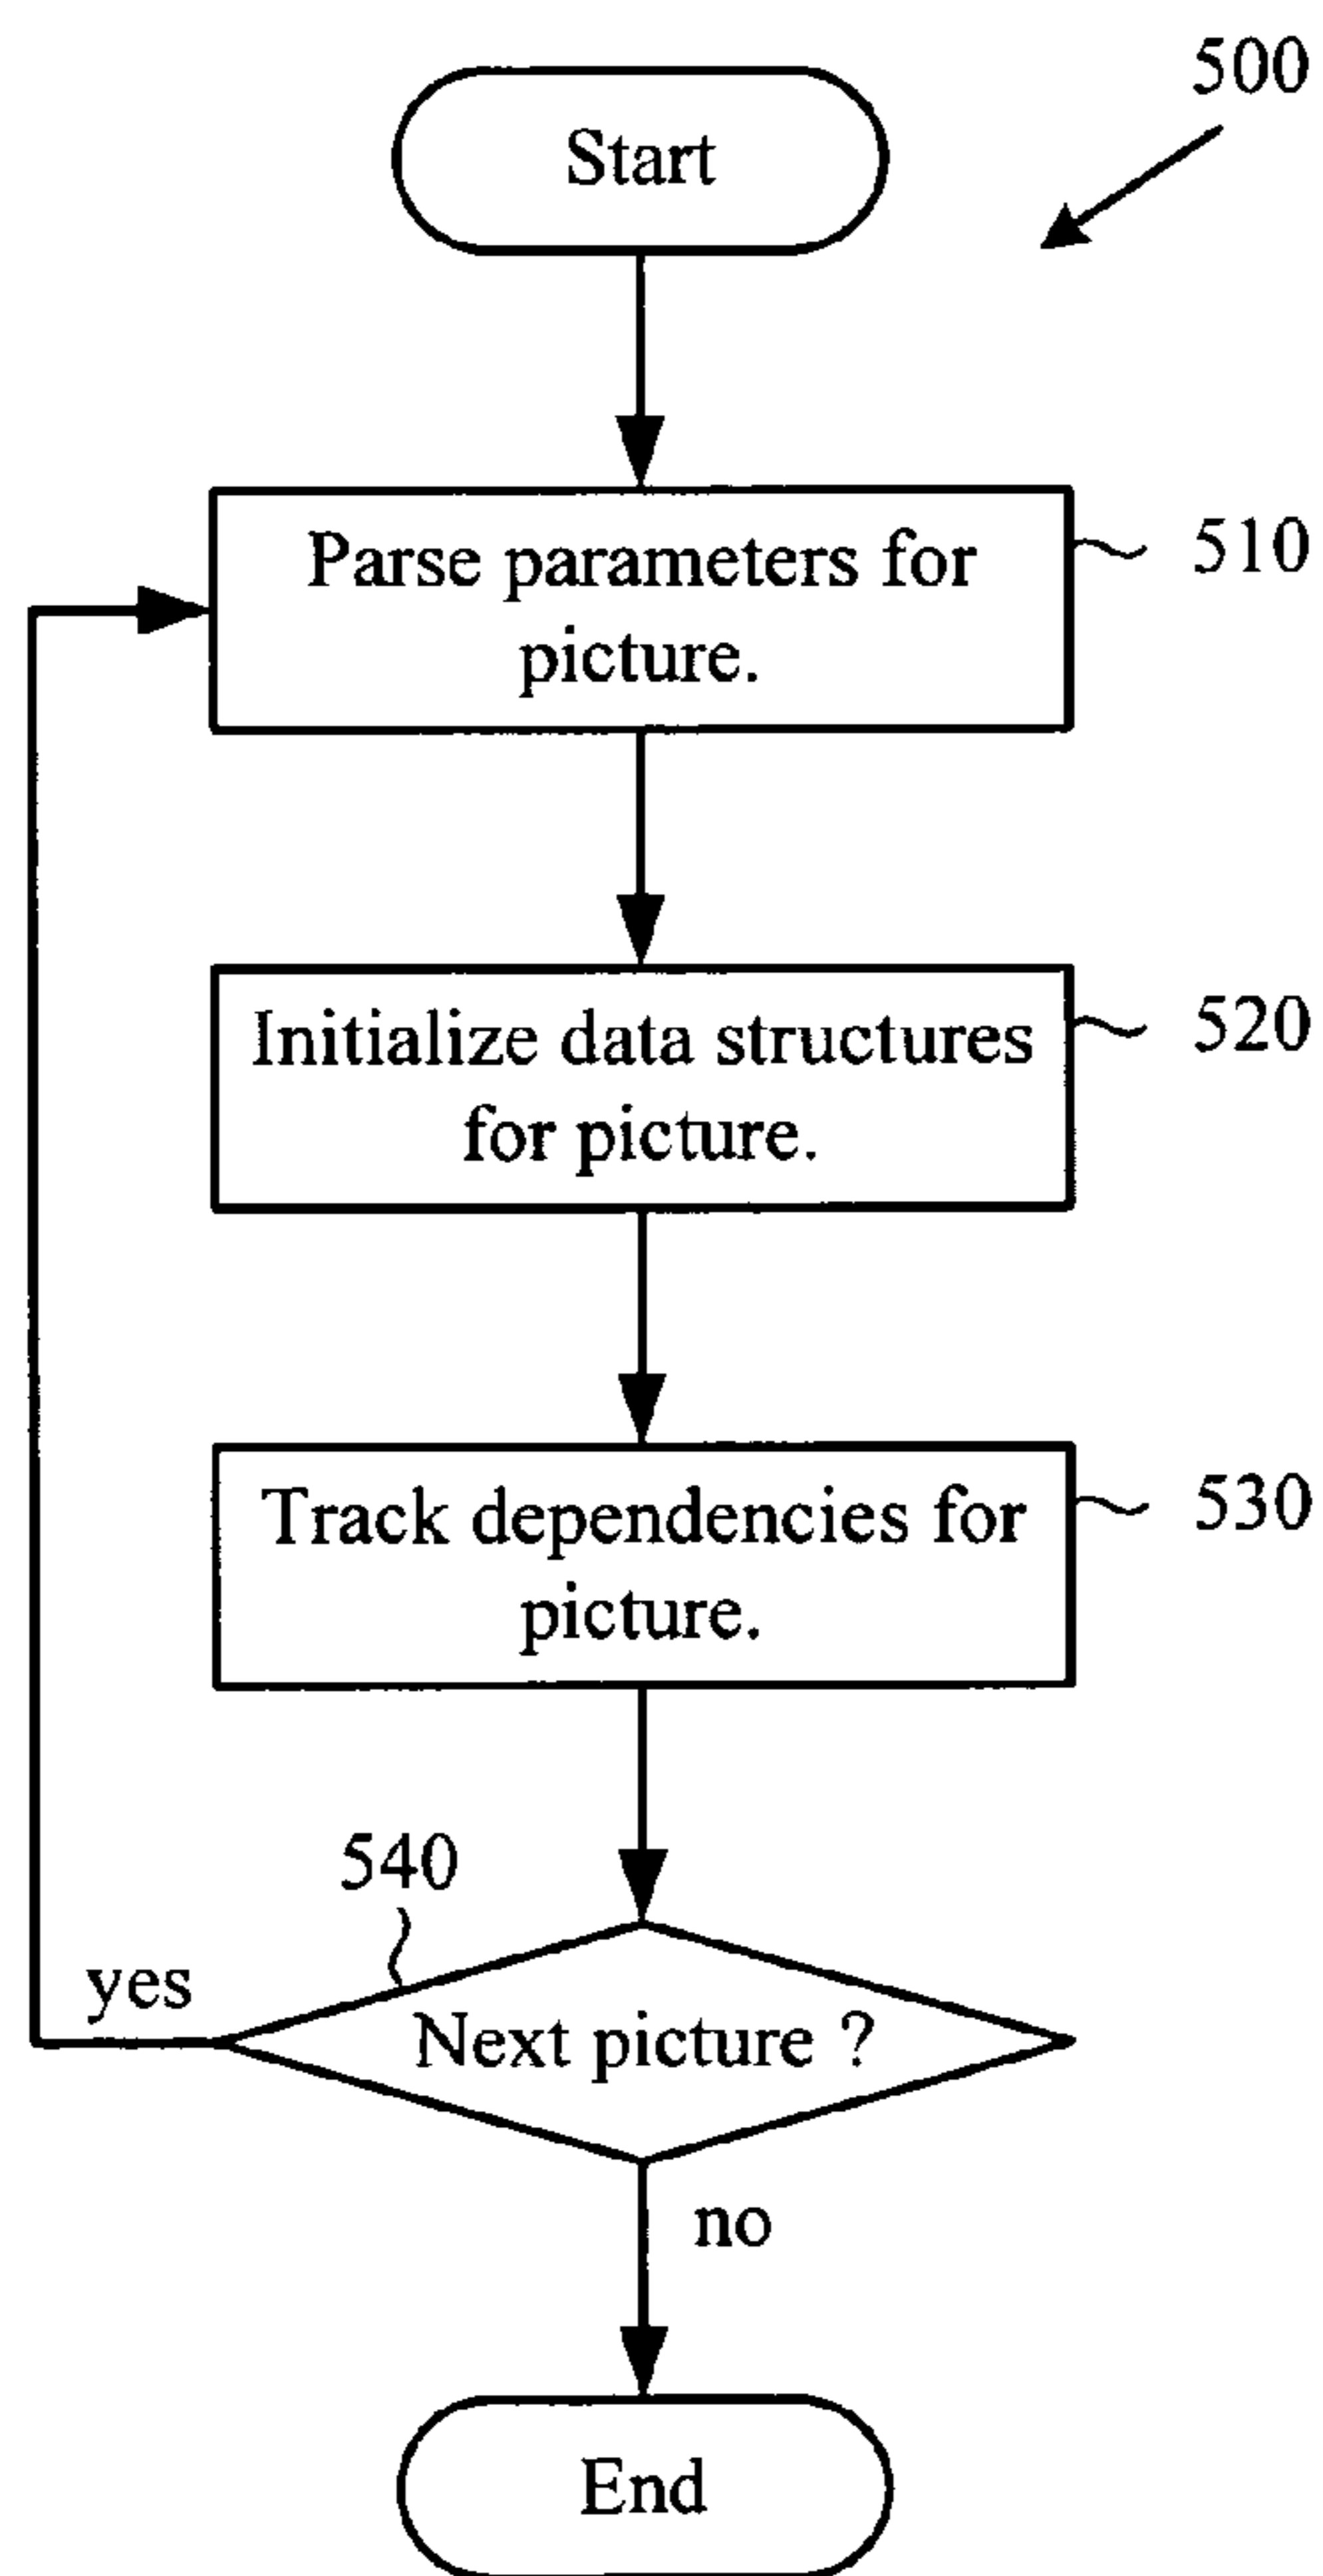 500
Start
Parse parameters for
picture.
510
Initialize data structures
for picture.
520
Track dependencies for
picture.
530
540
yes
Next picture ?
no
End